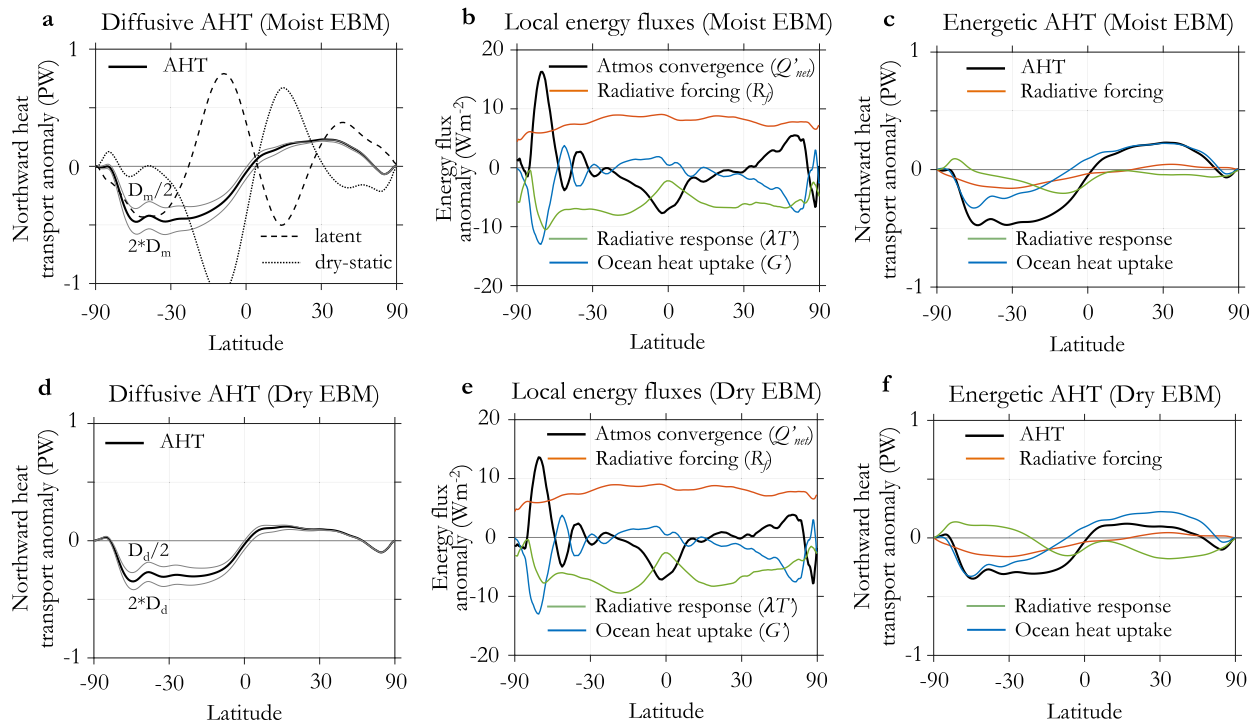 a
Diffusive AHT (Moist EBM)
1
0
-1
Northward heat
transport anomaly (PW)
AHT
D_m/2
2*D_m
latent
dry-static
-90
-30
0
30
90
Latitude
b
Local energy fluxes (Moist EBM)
20
10
0
-10
-20
Energy flux
anomaly (Wm⁻²)
Atmos convergence (Q'_net)
Radiative forcing (R_f)
Radiative response (λT')
Ocean heat uptake (G')
-90
-30
0
30
90
Latitude
c
Energetic AHT (Moist EBM)
1
0
-1
Northward heat
transport anomaly (PW)
AHT
Radiative forcing
Radiative response
Ocean heat uptake
-90
-30
0
30
90
Latitude
d
Diffusive AHT (Dry EBM)
1
0
-1
Northward heat
transport anomaly (PW)
AHT
D_d/2
2*D_d
-90
-30
0
30
90
Latitude
e
Local energy fluxes (Dry EBM)
20
10
0
-10
-20
Energy flux
anomaly (Wm⁻²)
Atmos convergence (Q'_net)
Radiative forcing (R_f)
Radiative response (λT')
Ocean heat uptake (G')
-90
-30
0
30
90
Latitude
f
Energetic AHT (Dry EBM)
1
0
-1
Northward heat
transport anomaly (PW)
AHT
Radiative forcing
Radiative response
Ocean heat uptake
-90
-30
0
30
90
Latitude